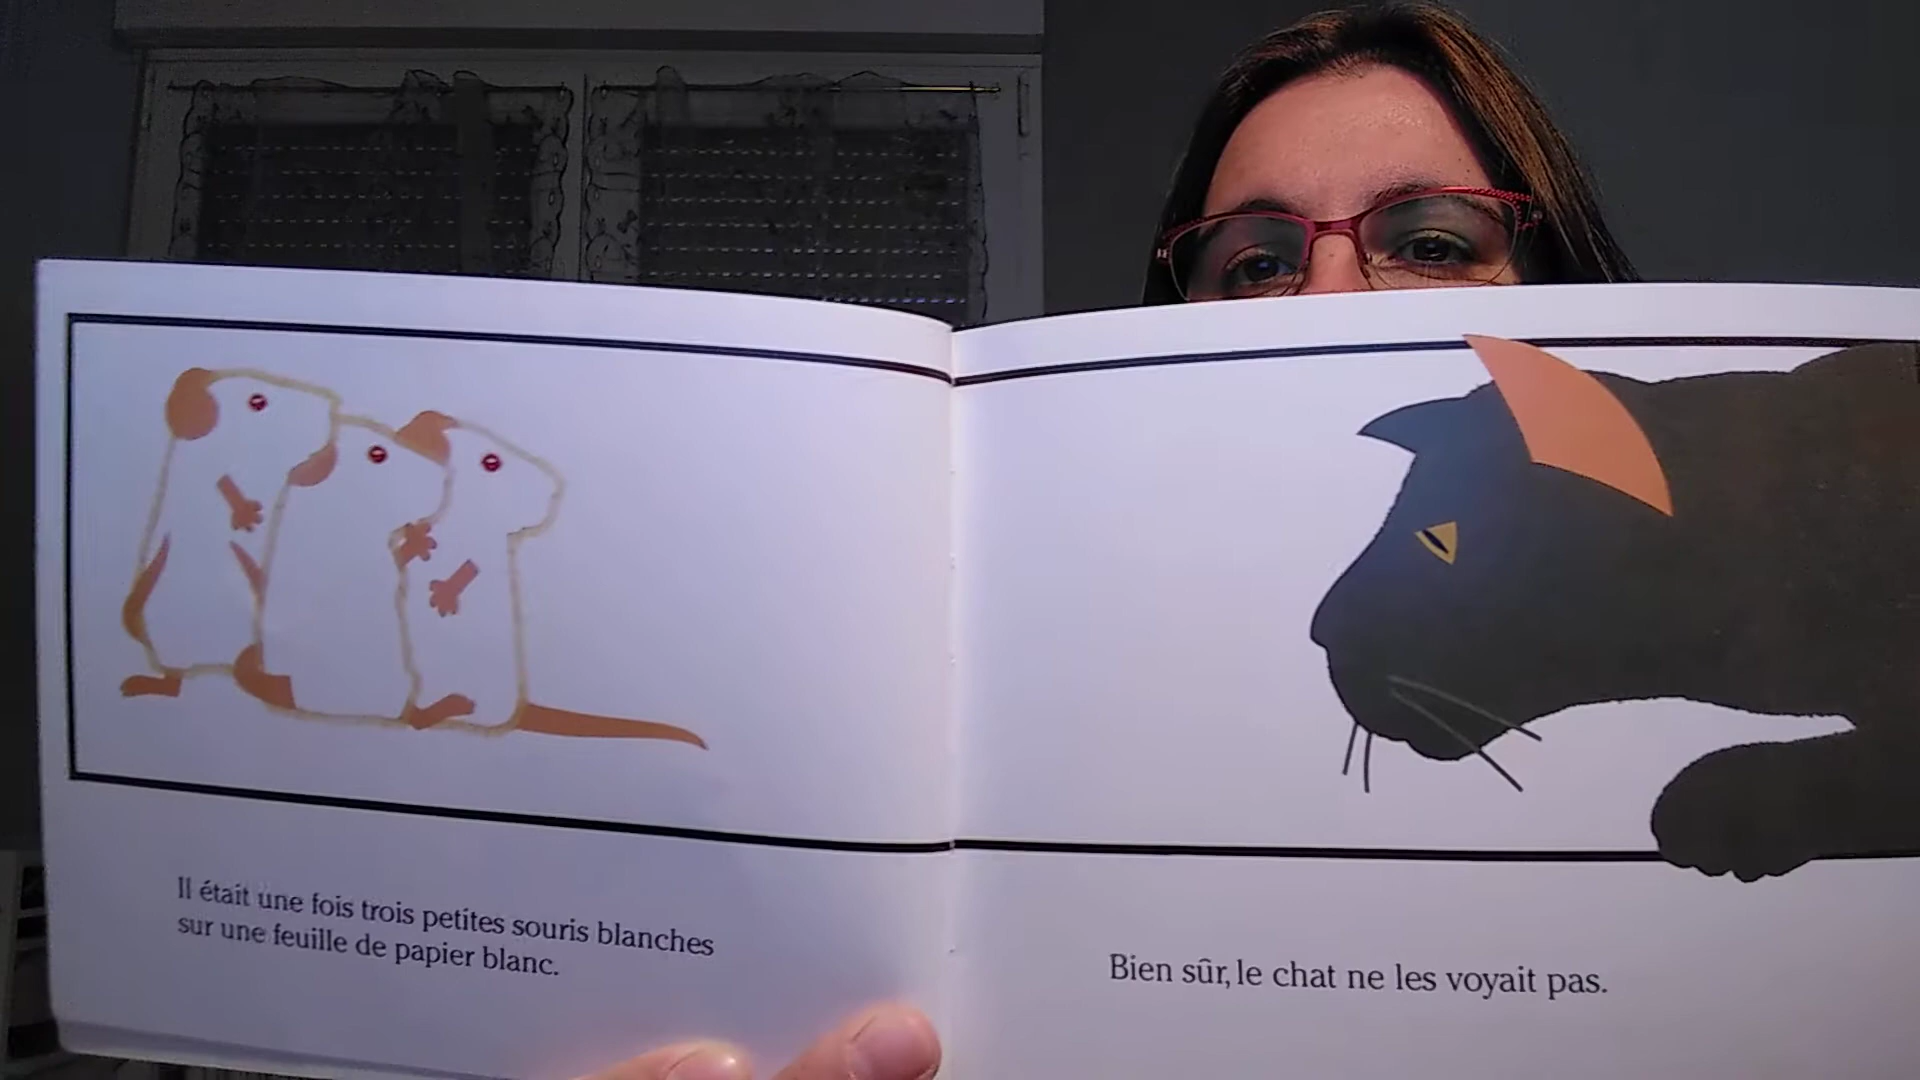 Il était une fois trois petites souris blanches
sur une feuille de papier blanc.
Bien sûr, le chat ne les voyait pas.